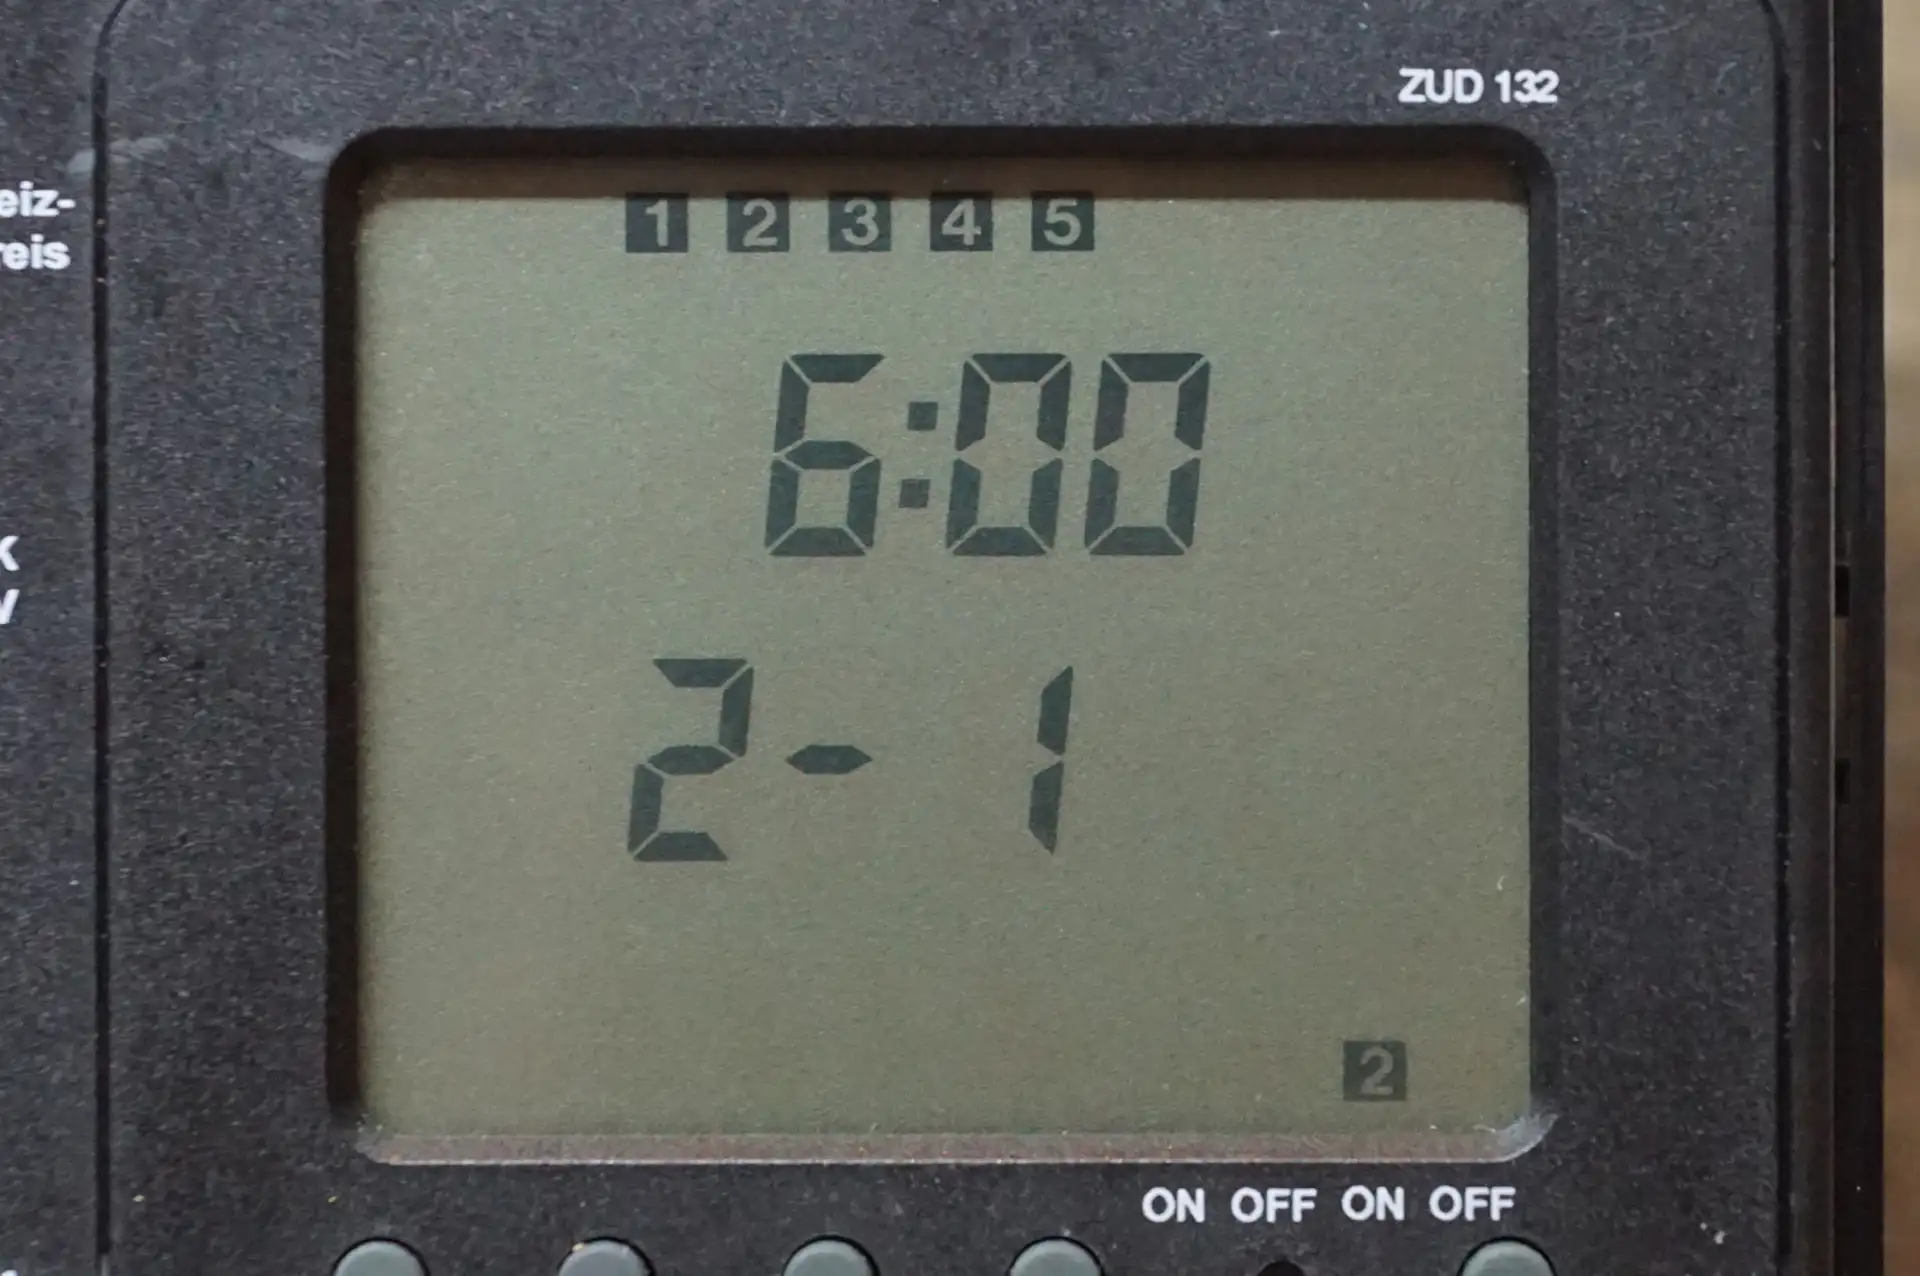 ZUD 132
eiz-
reis
1 2 3 4 5
6:00
2- 1
2
ON OFF ON OFF